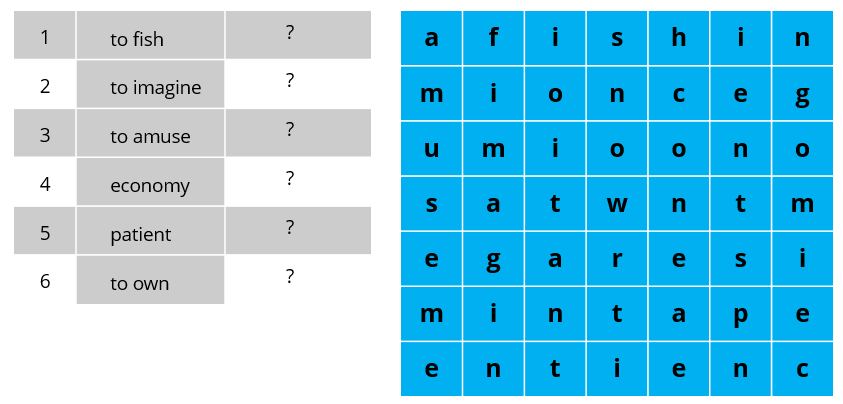 1 to fish ?
2 to imagine ?
3 to amuse ?
4 economy ?
5 patient ?
6 to own ?
a f i s h i n
m i o n c e g
u m i o o n o
s a t w n t m
e g a r e s i
m i n t a p e
e n t i e n c